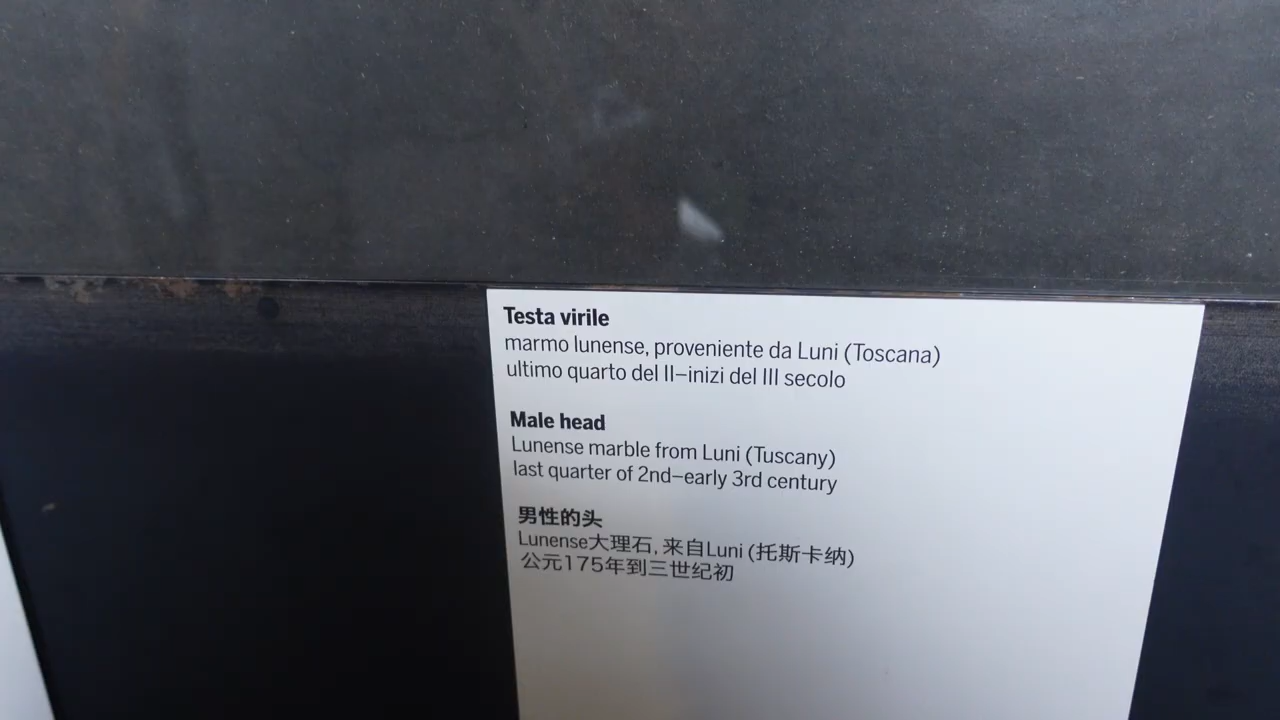 Testa virile
marmo lunense, proveniente da Luni (Toscana)
ultimo quarto del II–inizi del III secolo
Male head
Lunense marble from Luni (Tuscany)
last quarter of 2nd–early 3rd century
男性的头
Lunense大理石, 来自Luni (托斯卡纳)
公元175年到三世纪初